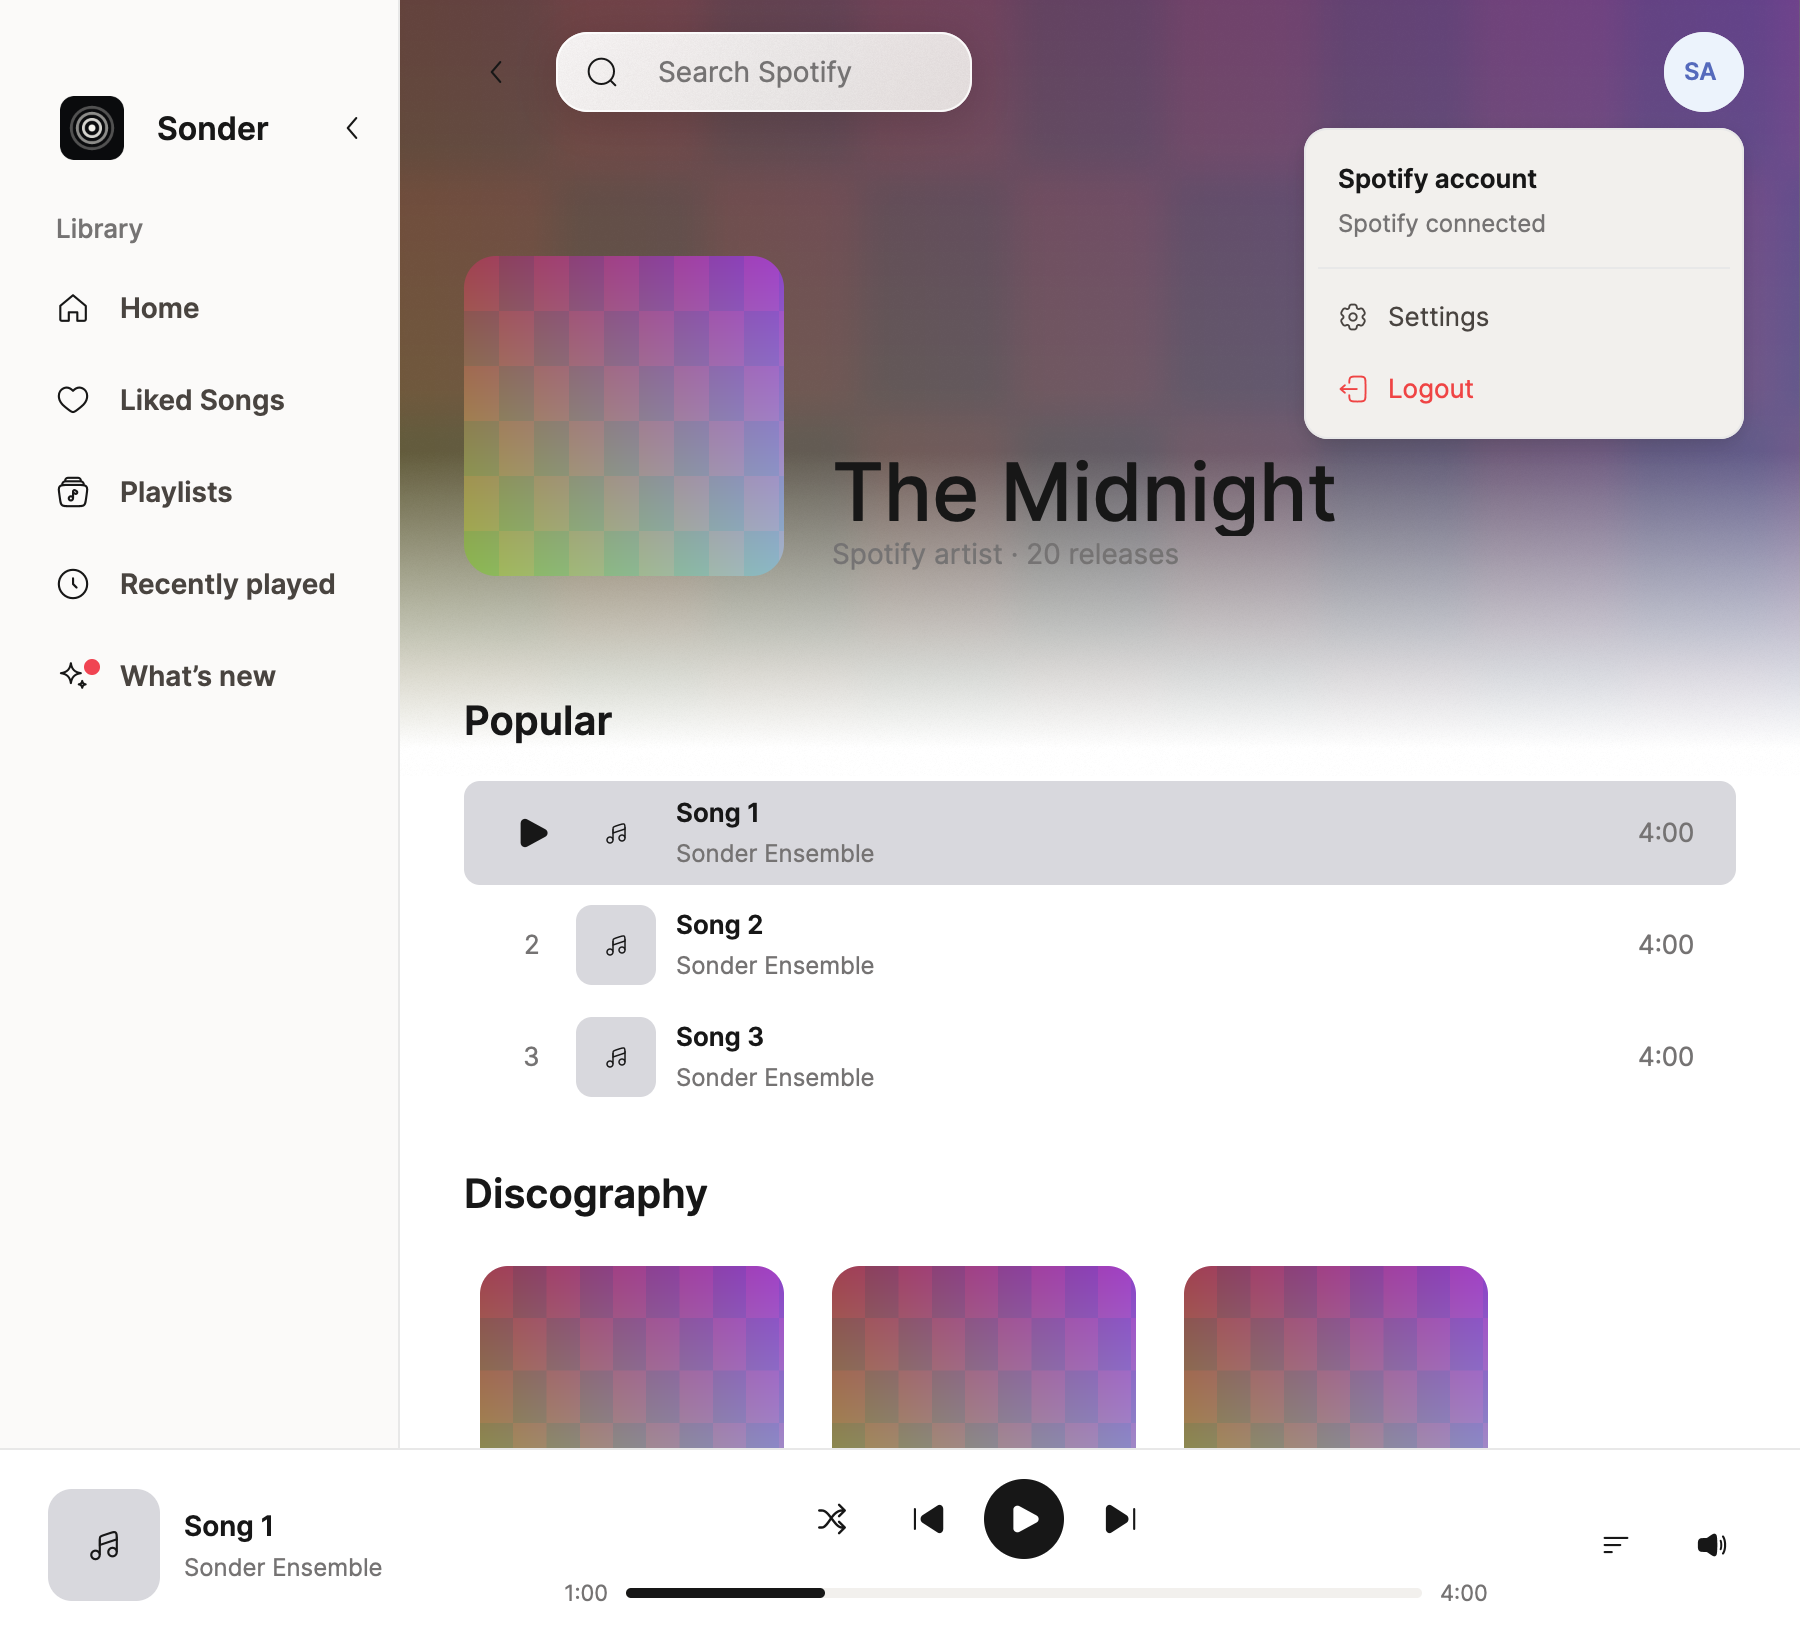 Sonder
Library
Home
Liked Songs
Playlists
Recently played
What’s new
Search Spotify
SA
Spotify account
Spotify connected
Settings
Logout
The Midnight
Spotify artist · 20 releases
Popular
Song 1
Sonder Ensemble
4:00
2
Song 2
Sonder Ensemble
4:00
3
Song 3
Sonder Ensemble
4:00
Discography
Song 1
Sonder Ensemble
1:00
4:00